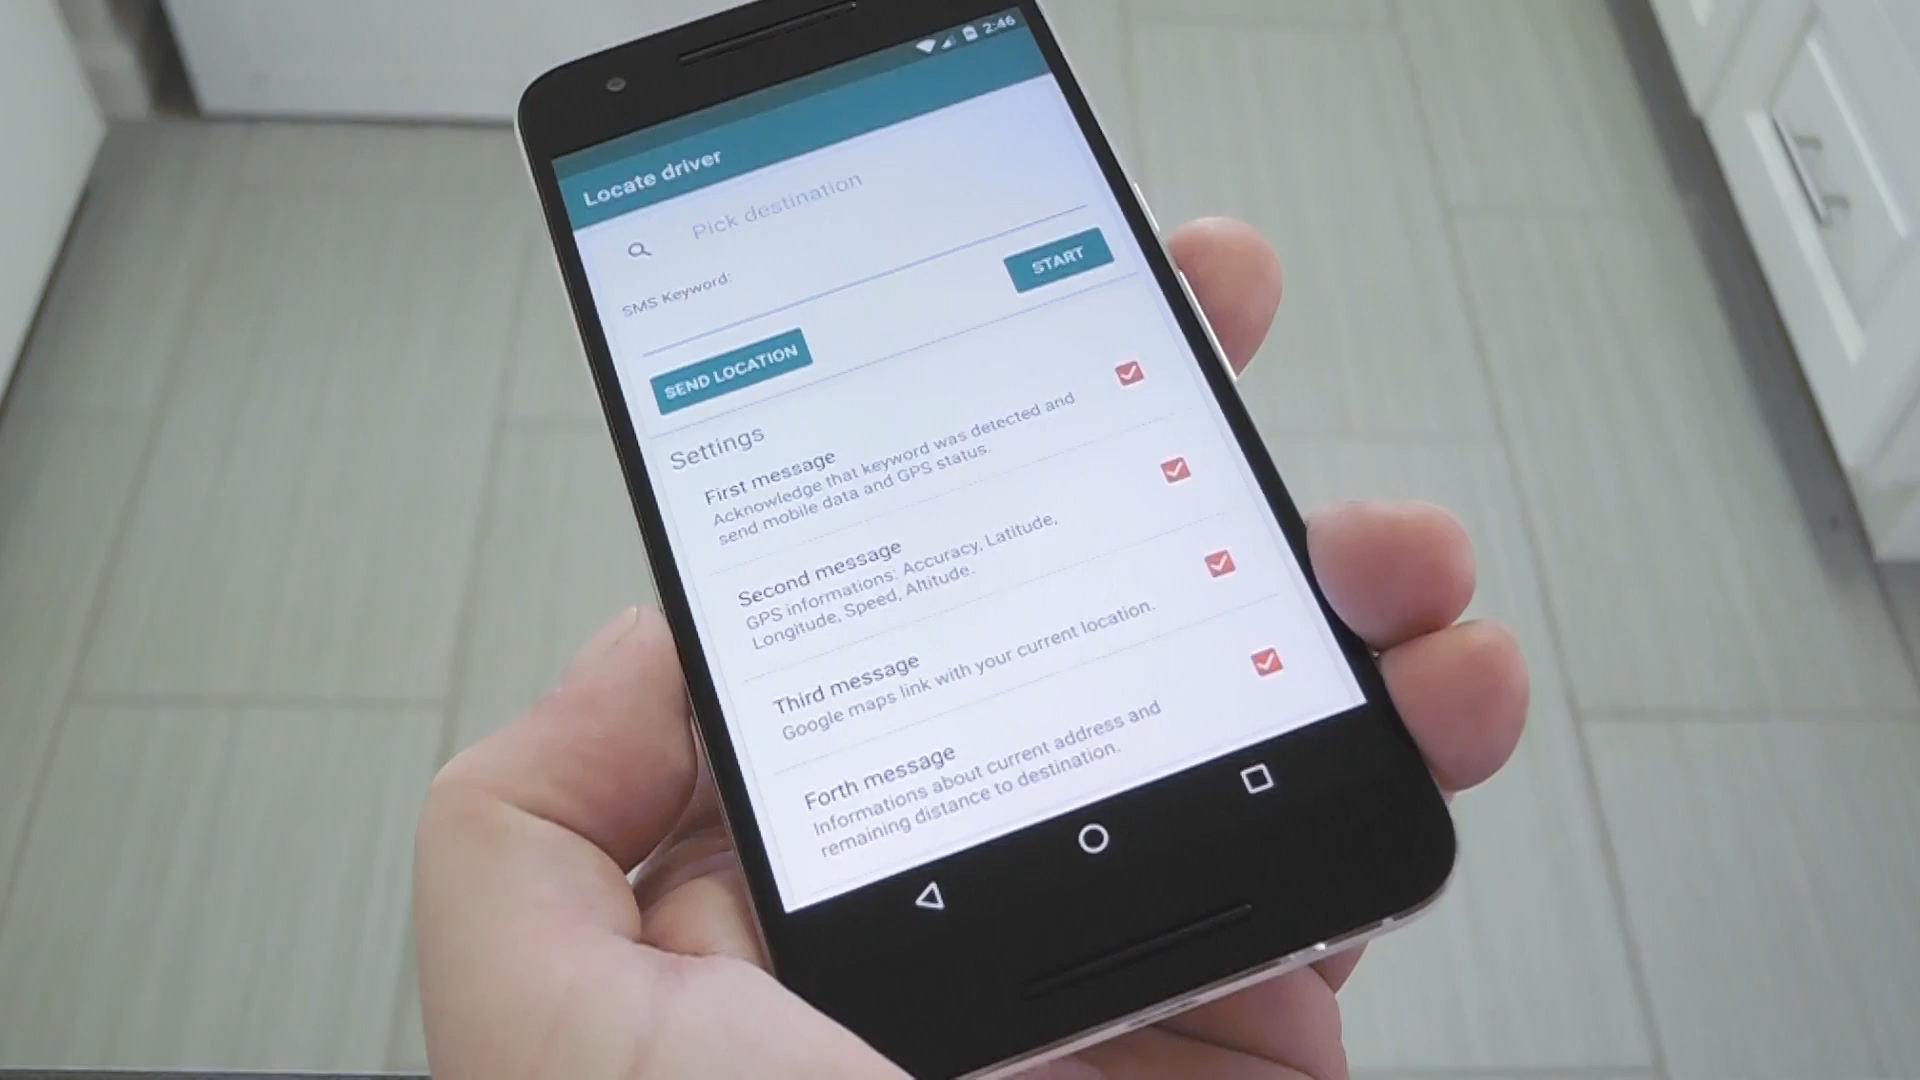 2:46
Locate driver
Pick destination
SMS Keyword:
START
SEND LOCATION
Settings
First message
Acknowledge that keyword was detected and
send mobile data and GPS status.
Second message
GPS informations: Accuracy, Latitude,
Longitude, Speed, Altitude.
Third message
Google maps link with your current location.
Forth message
Informations about current address and
remaining distance to destination.